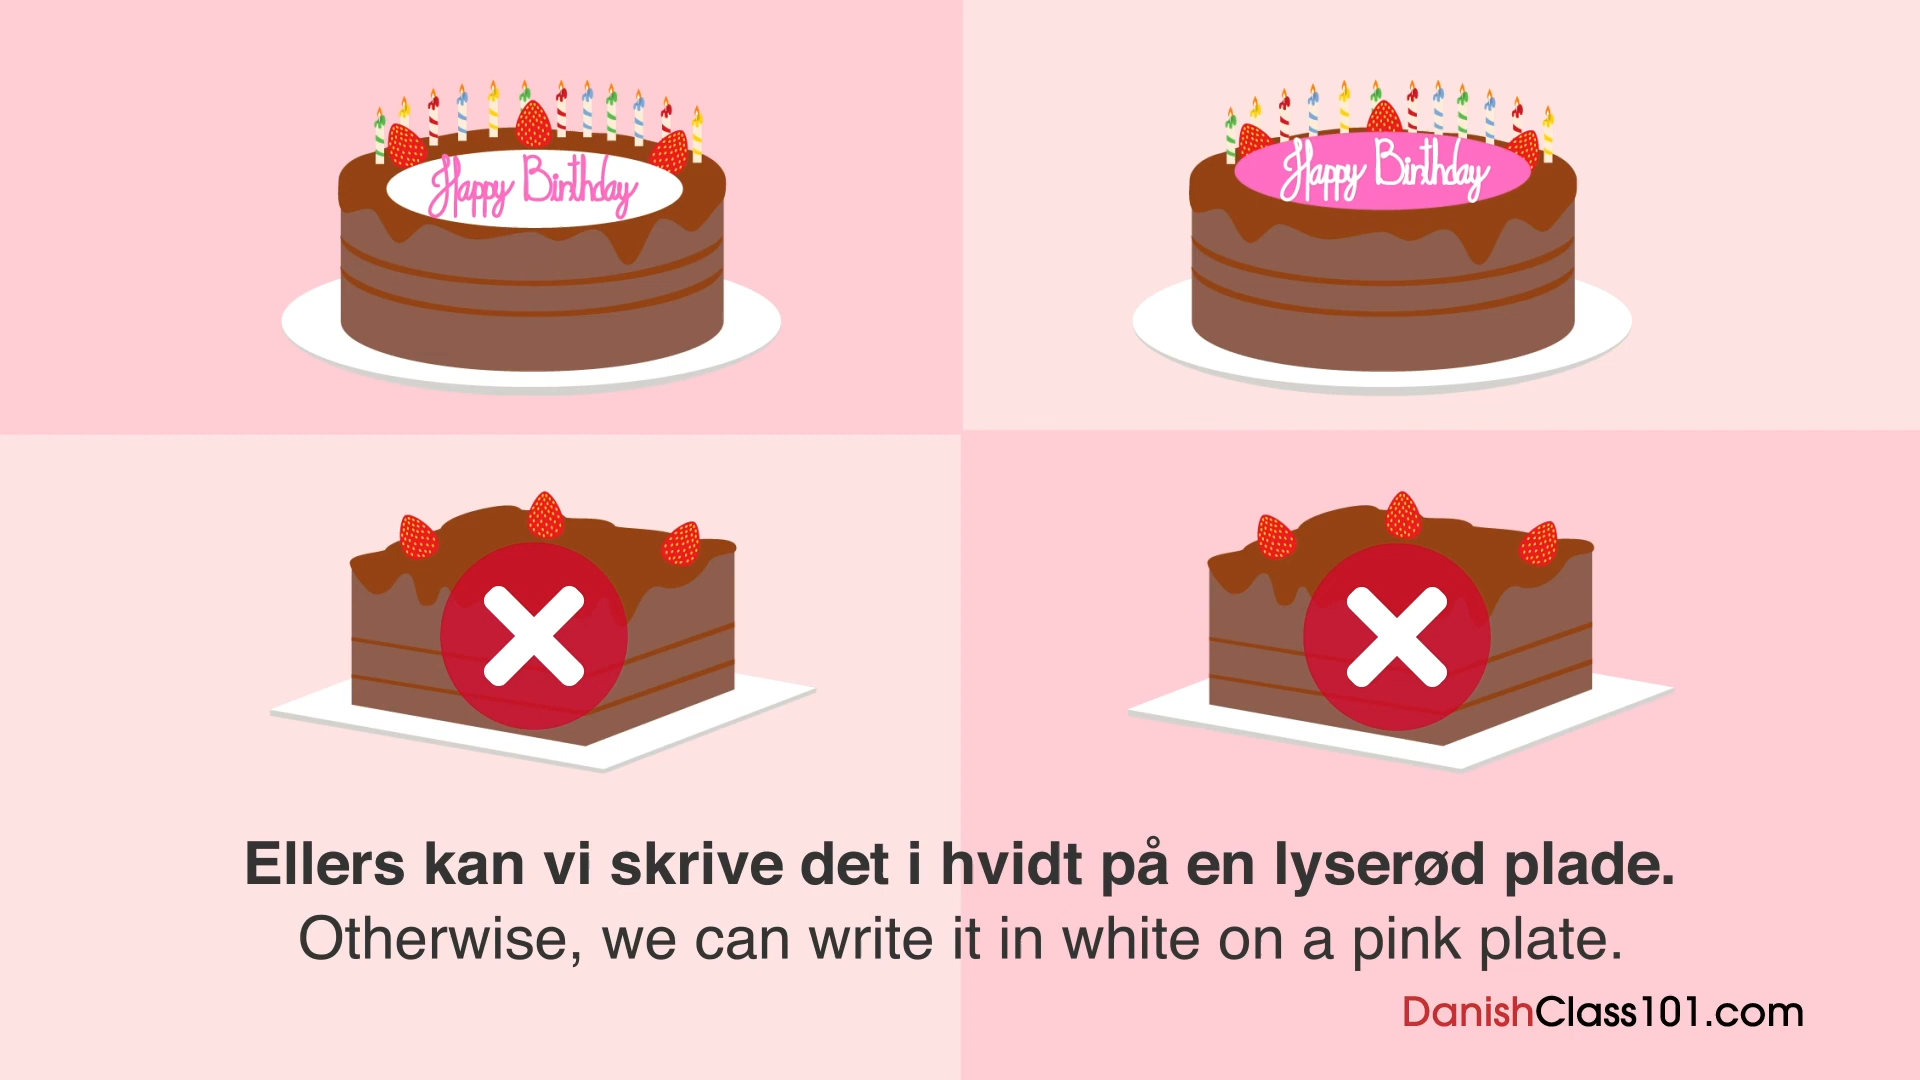 Happy Birthday
Happy Birthday
Ellers kan vi skrive det i hvidt på en lyserød plade.
Otherwise, we can write it in white on a pink plate.
DanishClass101.com